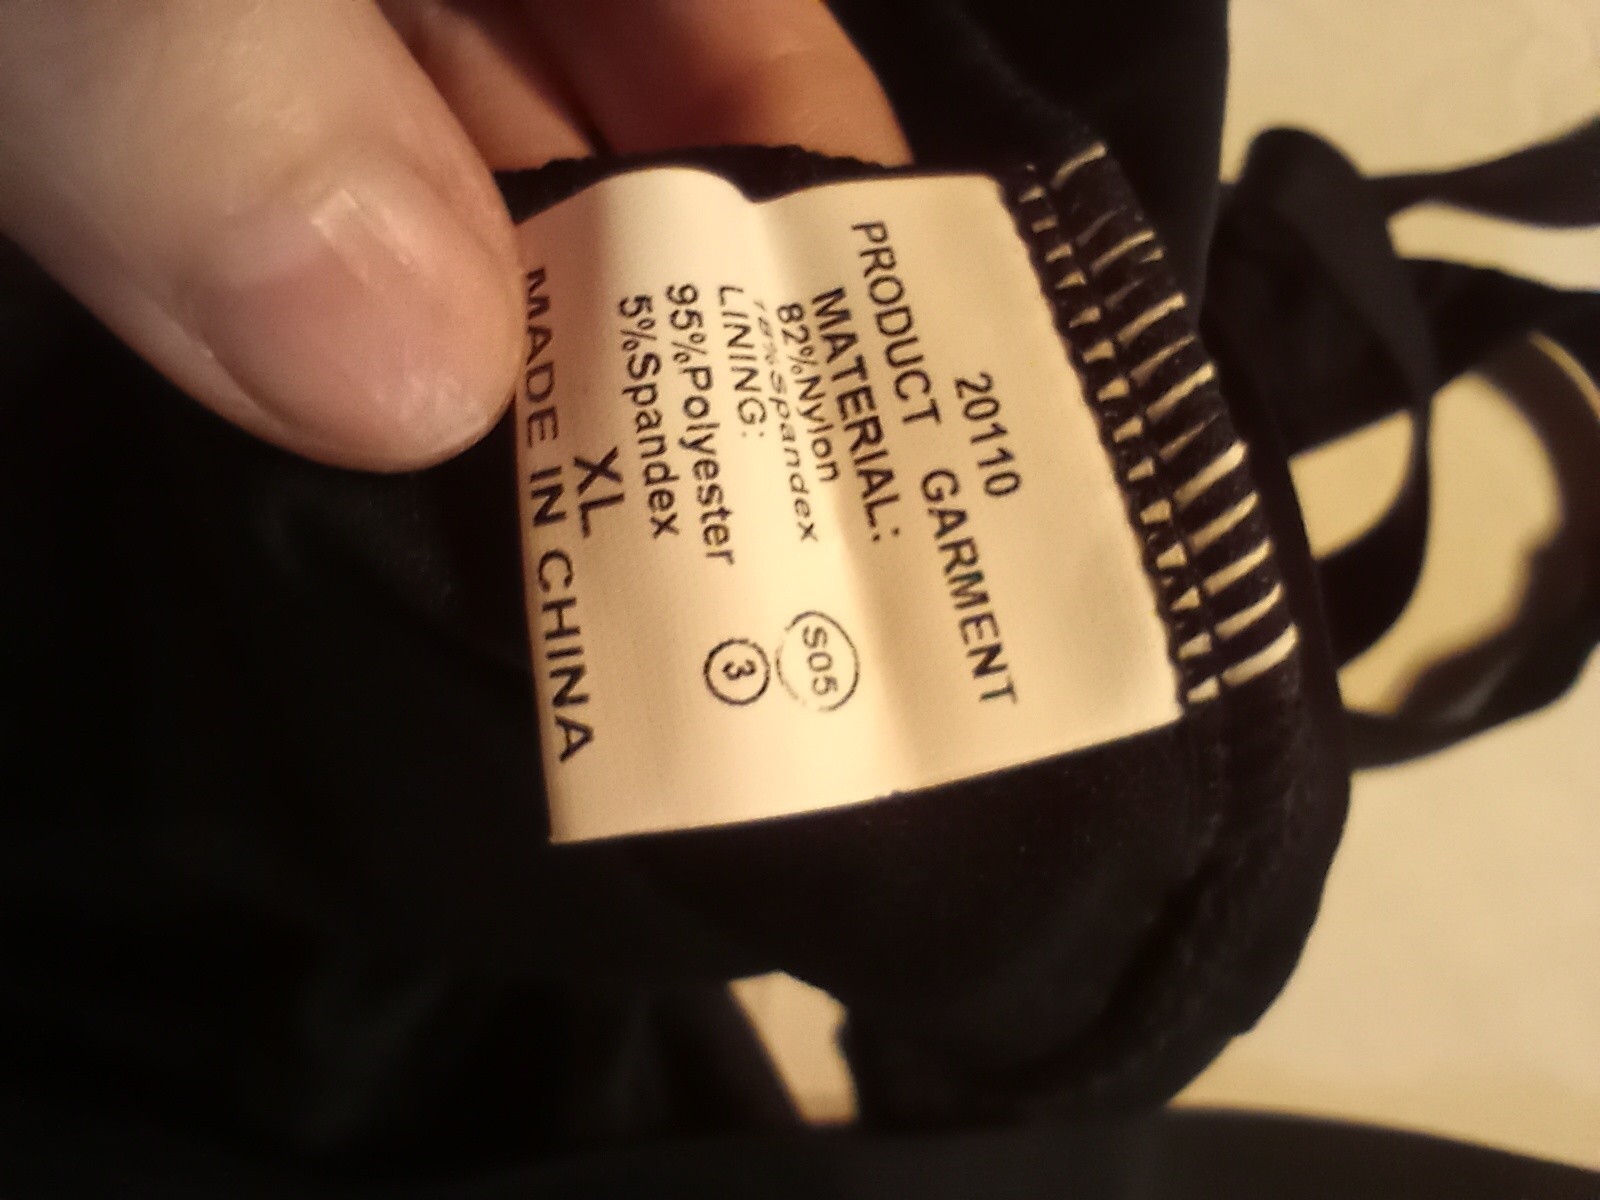 20110
PRODUCT GARMENT
MATERIAL:
82%Nylon
18%Spandex
LINING:
95%Polyester
5%Spandex
XL
MADE IN CHINA
S05
3